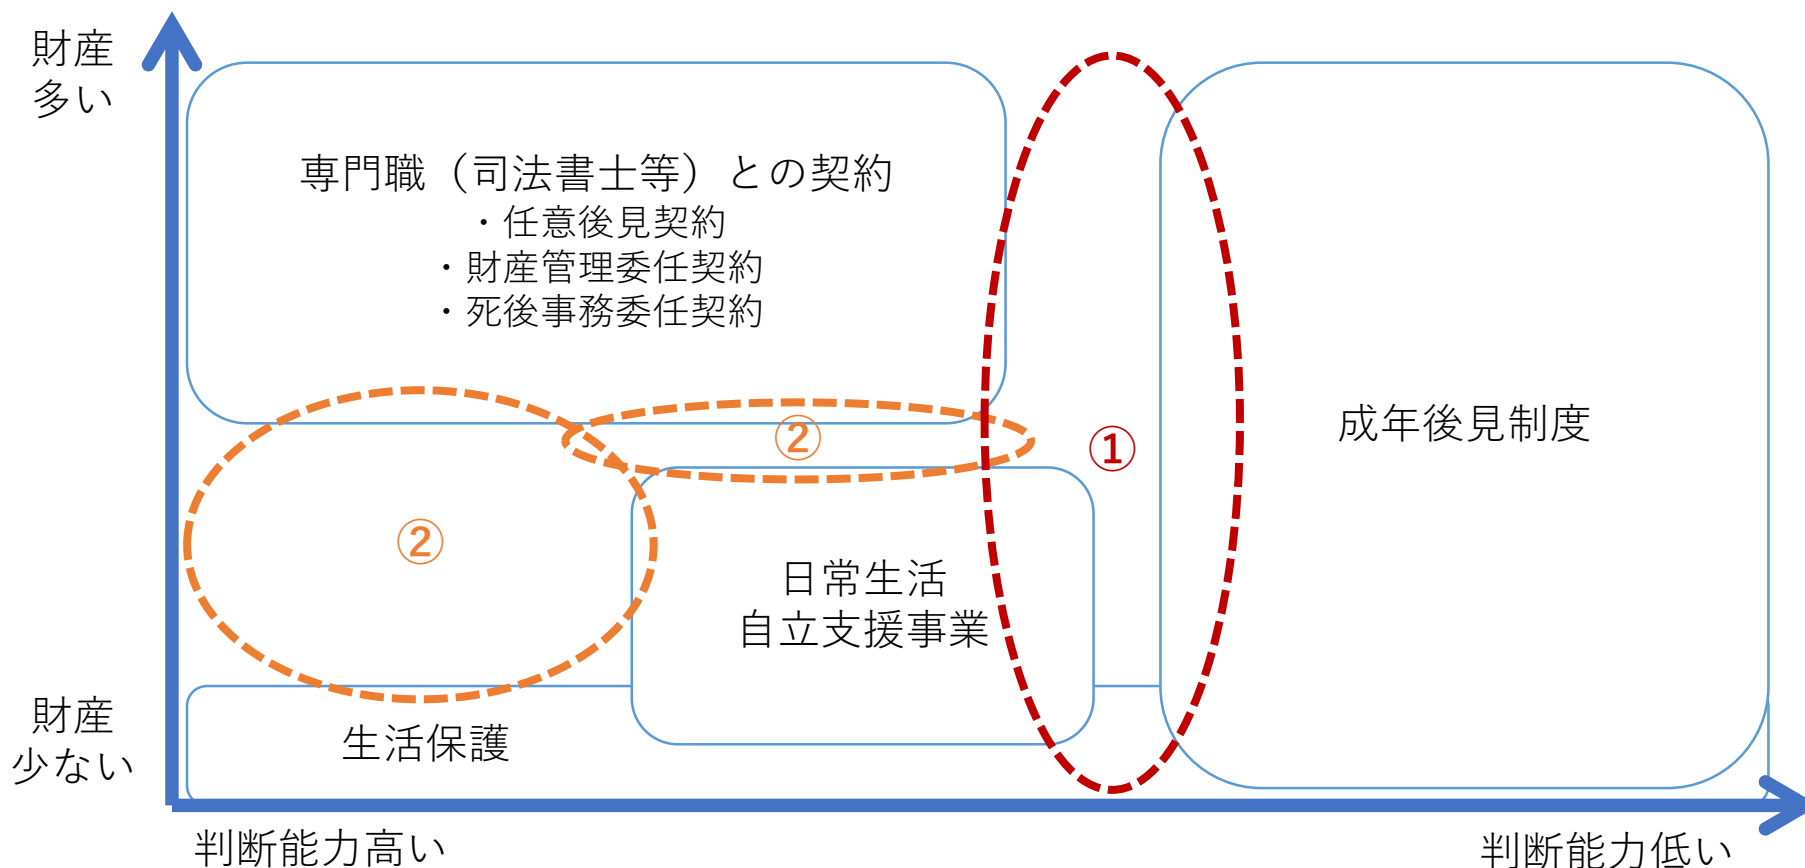 財産
多い
専門職（司法書士等）との契約
・任意後見契約
・財産管理委任契約
・死後事務委任契約
②
①
成年後見制度
②
日常生活
自立支援事業
財産
少ない
生活保護
判断能力高い
判断能力低い